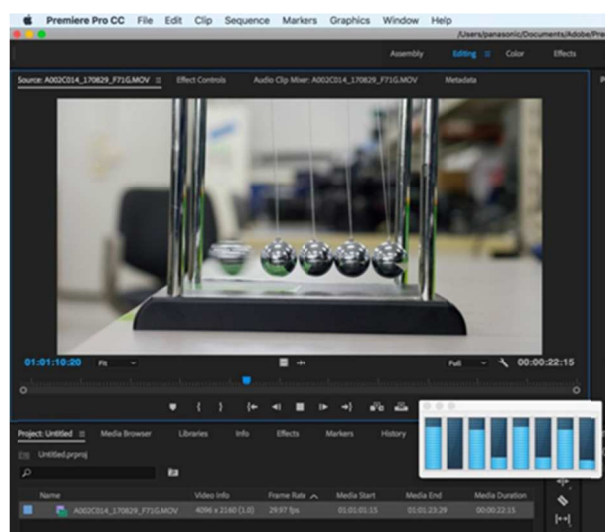 Premiere Pro CC File Edit Clip Sequence Markers Graphics Window Help
/Users/panasonic/Documents/Adobe/Pre
Assembly Editing Color Effects
Source: A002C014_170829_F71G.MOV Effect Controls Audio Clip Mixer: A002C014_170829_F71G.MOV Metadata
01:01:10:20 Fit Full 00:00:22:15
Project: Untitled Media Browser Libraries Info Effects Markers History
Untitled.prproj
Name Video Info Frame Rate Media Start Media End Media Duration
A002C014_170829_F71G.MOV 4096 x 2160 (1.0) 29.97 fps 01:01:01:15 01:01:23:29 00:00:22:15